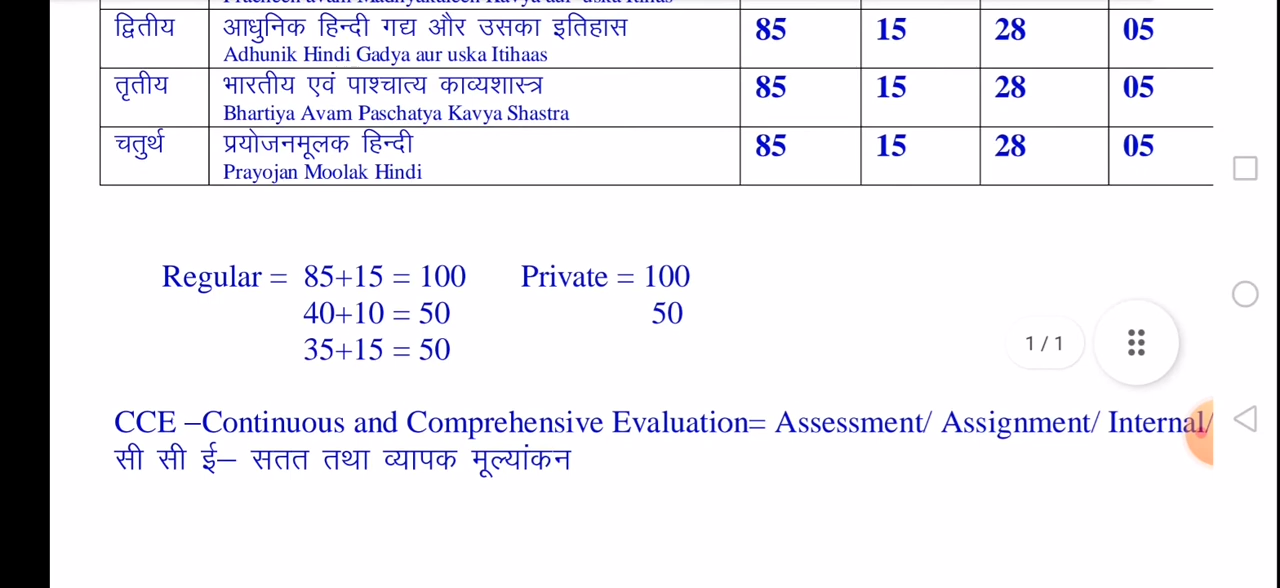 द्वितीय आधुनिक हिन्दी गद्य और उसका इतिहास 85 15 28 05
Adhunik Hindi Gadya aur uska Itihaas
तृतीय भारतीय एवं पाश्चात्य काव्यशास्त्र 85 15 28 05
Bhartiya Avam Paschatya Kavya Shastra
चतुर्थ प्रयोजनमूलक हिन्दी 85 15 28 05
Prayojan Moolak Hindi
Regular = 85+15 = 100 Private = 100
40+10 = 50 50
35+15 = 50
1 / 1
CCE –Continuous and Comprehensive Evaluation= Assessment/ Assignment/ Internal/
सी सी ई– सतत तथा व्यापक मूल्यांकन